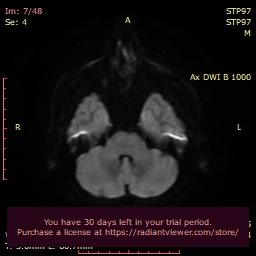 Im: 7/48
Se: 4
STP97
STP97
M
A
Ax DWI B 1000
R
L
You have 30 days left in your trial period.
Purchase a license at https://radiantviewer.com/store/